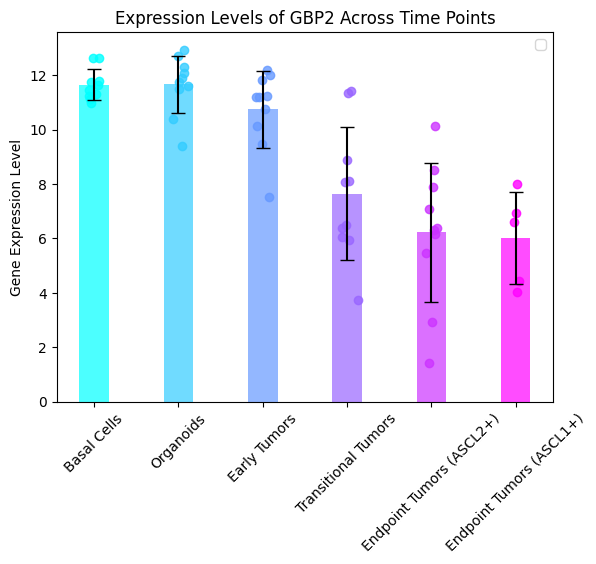 Expression Levels of GBP2 Across Time Points
Gene Expression Level
12
10
8
6
4
2
0
Basal Cells
Organoids
Early Tumors
Transitional Tumors
Endpoint Tumors (ASCL2+)
Endpoint Tumors (ASCL1+)